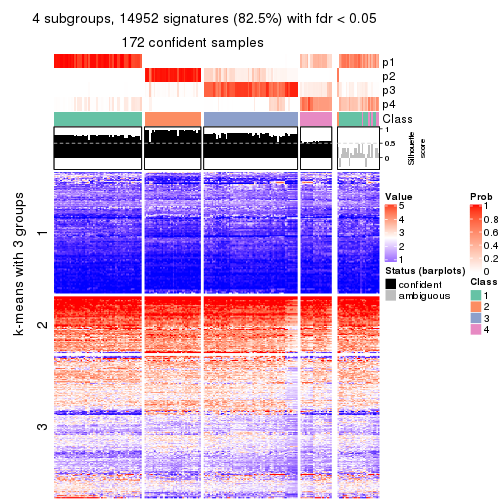 4 subgroups, 14952 signatures (82.5%) with fdr < 0.05
172 confident samples
p1
p2
p3
p4
Class
1
0.5
0
Silhouette
score
k-means with 3 groups
1
2
3
Value
5
4
3
2
1
Status (barplots)
confident
ambiguous
Prob
1
0.8
0.6
0.4
0.2
0
Class
1
2
3
4